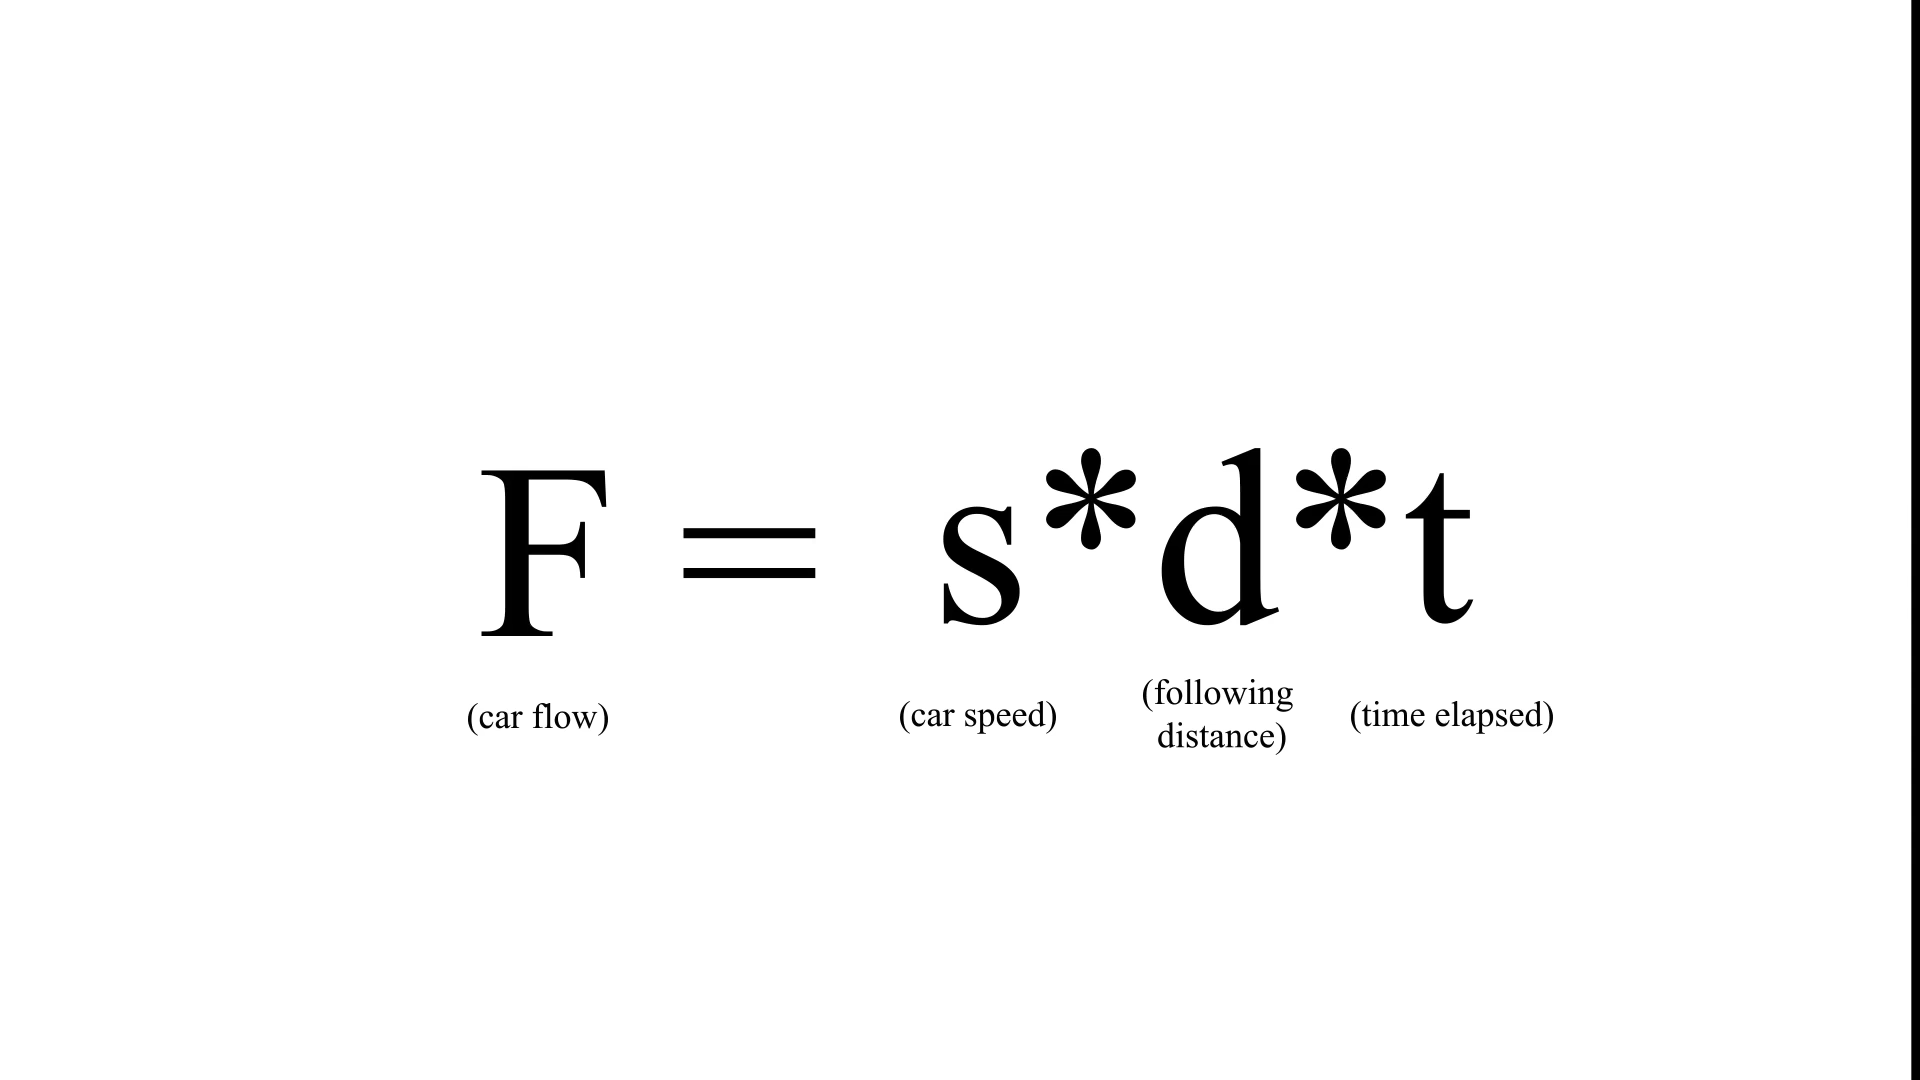 F = s*d*t
(car flow)
(car speed)
(following
distance)
(time elapsed)